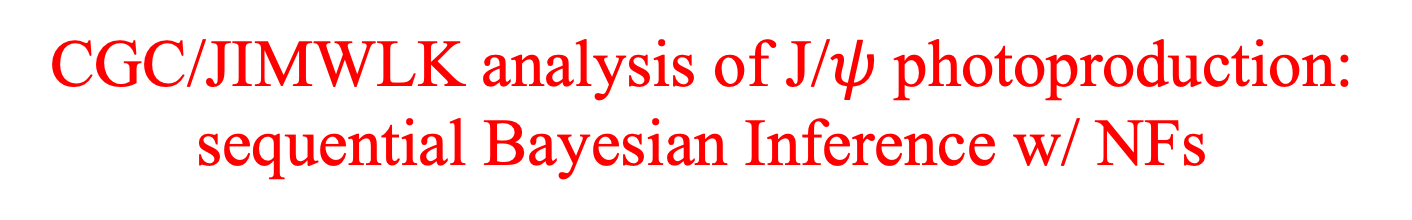 CGC/JIMWLK analysis of J/ψ photoproduction:
sequential Bayesian Inference w/ NFs